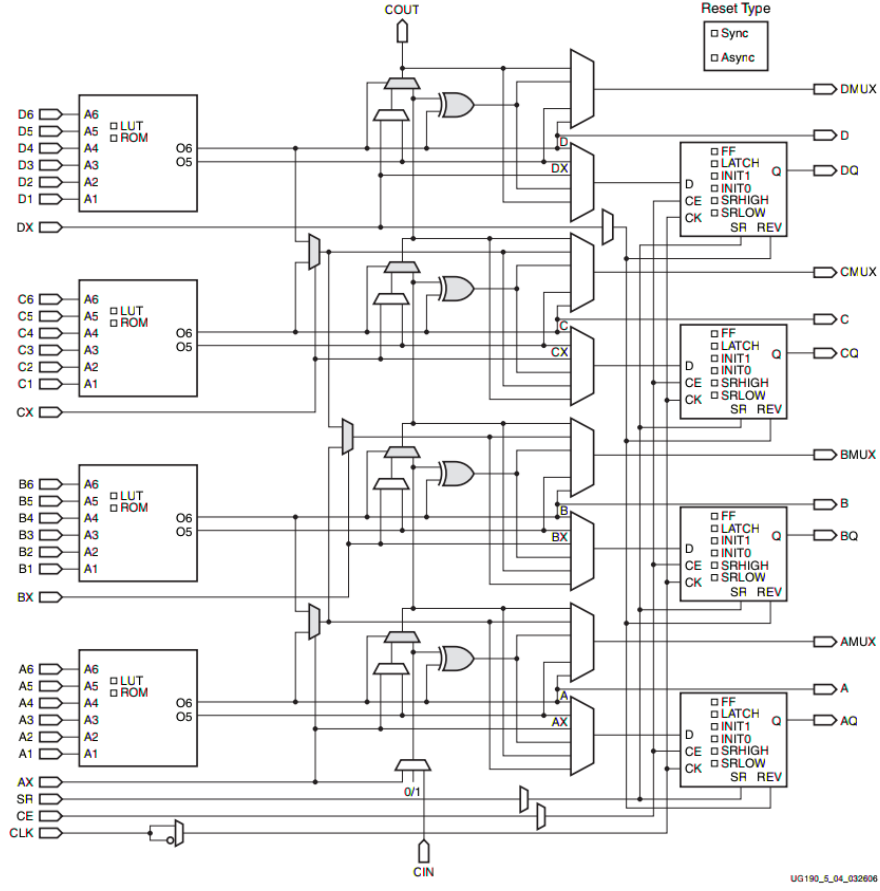 COUT
Reset Type
Sync
Async
DMUX
D6 A6
D5 A5 LUT
D4 A4 ROM O6
D3 A3 O5
D2 A2
D1 A1
D
D
DX
DX
FF
LATCH
INIT1
INIT0
SRHIGH
SRLOW
D
CE
CK
Q
SR REV
DQ
CMUX
C6 A6
C5 A5 LUT
C4 A4 ROM O6
C3 A3 O5
C2 A2
C1 A1
C
C
CX
CX
FF
LATCH
INIT1
INIT0
SRHIGH
SRLOW
D
CE
CK
Q
SR REV
CQ
BMUX
B6 A6
B5 A5 LUT
B4 A4 ROM O6
B3 A3 O5
B2 A2
B1 A1
B
B
BX
BX
FF
LATCH
INIT1
INIT0
SRHIGH
SRLOW
D
CE
CK
Q
SR REV
BQ
AMUX
A6 A6
A5 A5 LUT
A4 A4 ROM O6
A3 A3 O5
A2 A2
A1 A1
A
A
AX
AX
FF
LATCH
INIT1
INIT0
SRHIGH
SRLOW
D
CE
CK
Q
SR REV
AQ
0/1
SR
CE
CLK
CIN
UG190_5_04_032606